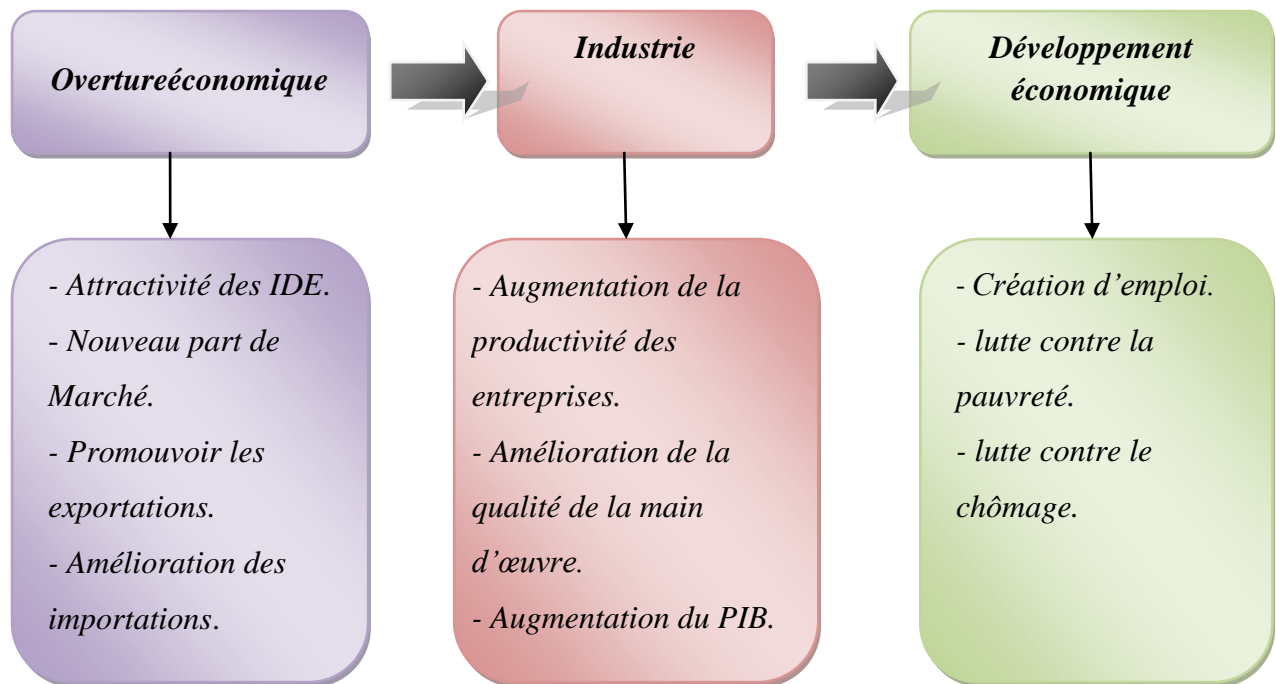 Overtureéconomique
Industrie
Développement
économique
- Attractivité des IDE.
- Nouveau part de
Marché.
- Promouvoir les
exportations.
- Amélioration des
importations.
- Augmentation de la
productivité des
entreprises.
- Amélioration de la
qualité de la main
d’œuvre.
- Augmentation du PIB.
- Création d’emploi.
- lutte contre la
pauvreté.
- lutte contre le
chômage.